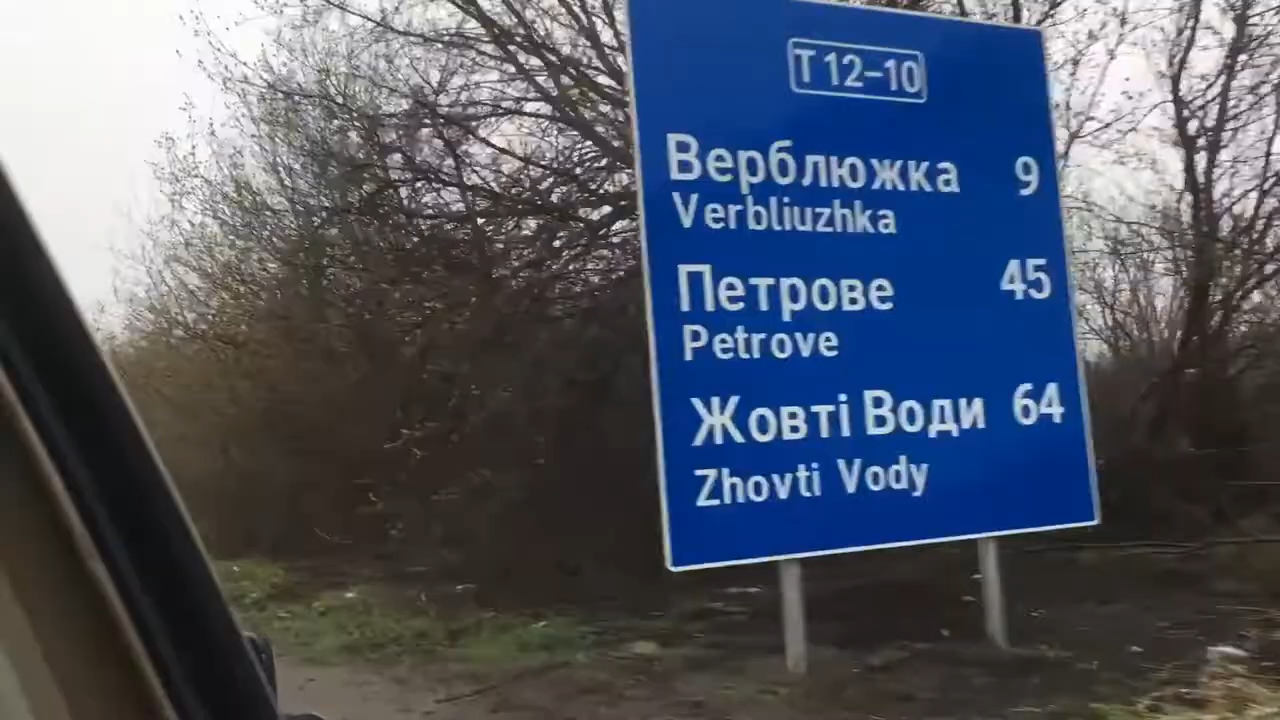 Т 12-10
Верблюжка 9
Verbliuzhka
Петрове 45
Petrove
Жовті Води 64
Zhovti Vody